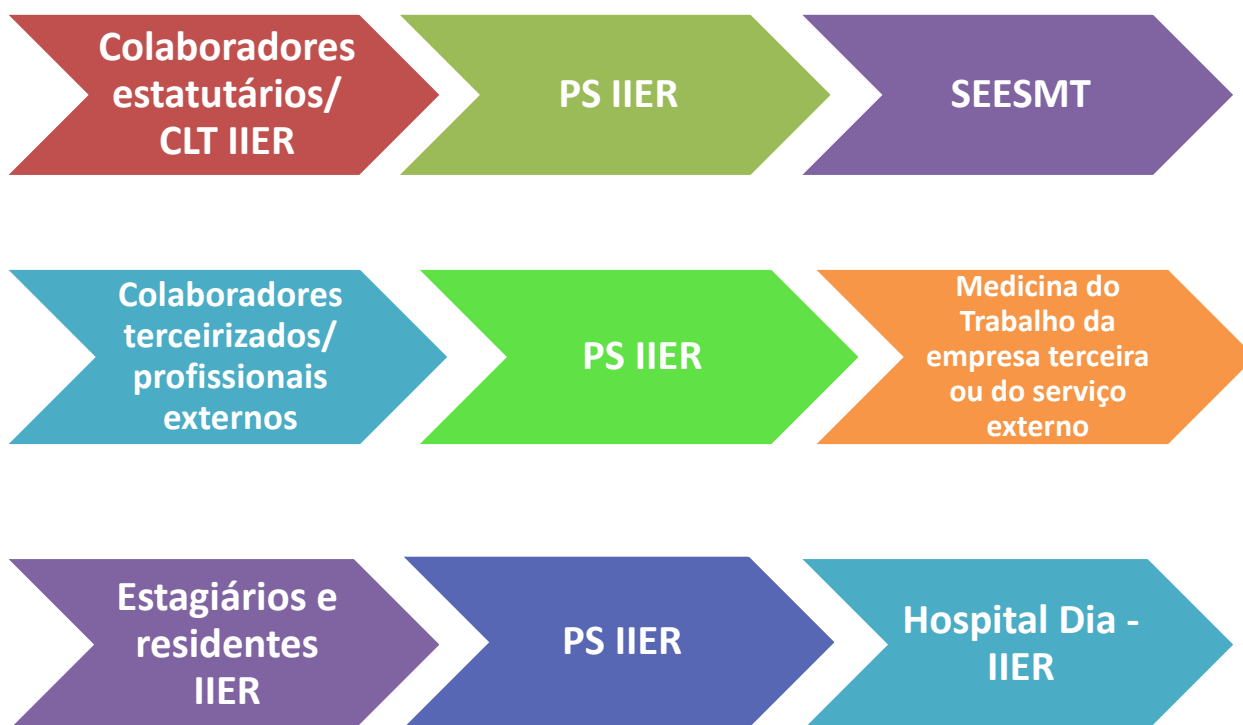 Colaboradores
estatutários/
CLT IIER
PS IIER
SEESMT
Colaboradores
terceirizados/
profissionais
externos
PS IIER
Medicina do
Trabalho da
empresa terceira
ou do serviço
externo
Estagiários e
residentes
IIER
PS IIER
Hospital Dia -
IIER